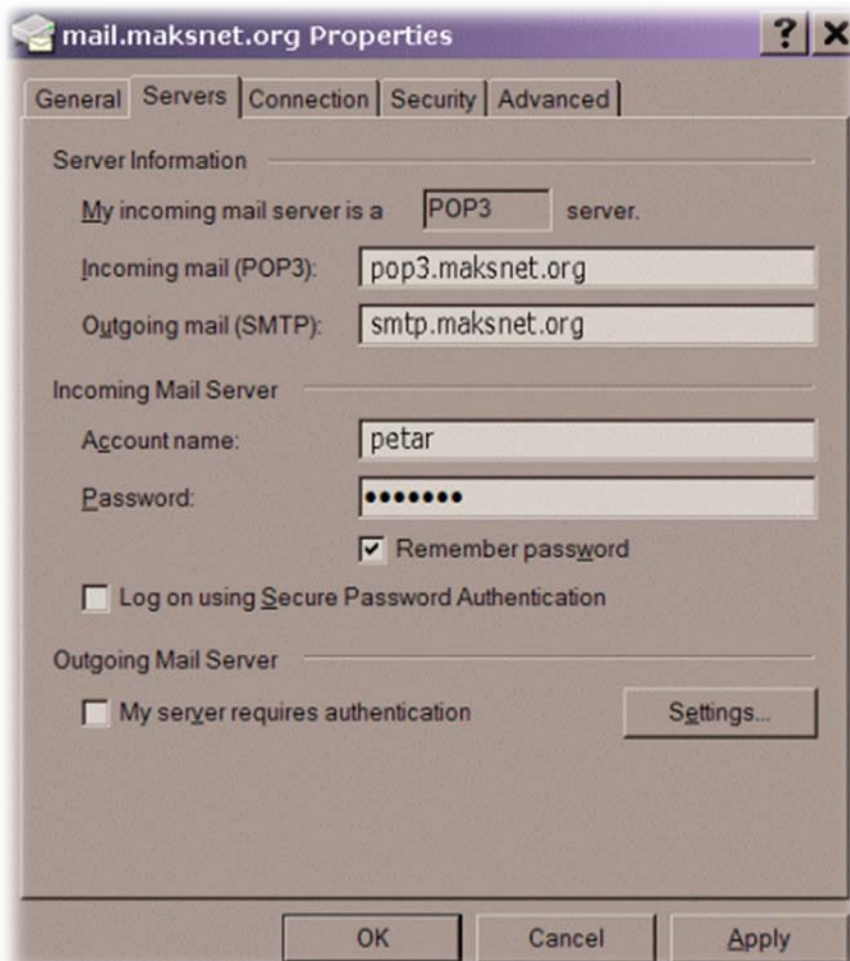 mail.maksnet.org Properties
General Servers Connection Security Advanced
Server Information
My incoming mail server is a POP3 server.
Incoming mail (POP3): pop3.maksnet.org
Outgoing mail (SMTP): smtp.maksnet.org
Incoming Mail Server
Account name: petar
Password: •••••••
Remember password
Log on using Secure Password Authentication
Outgoing Mail Server
My server requires authentication Settings...
OK Cancel Apply